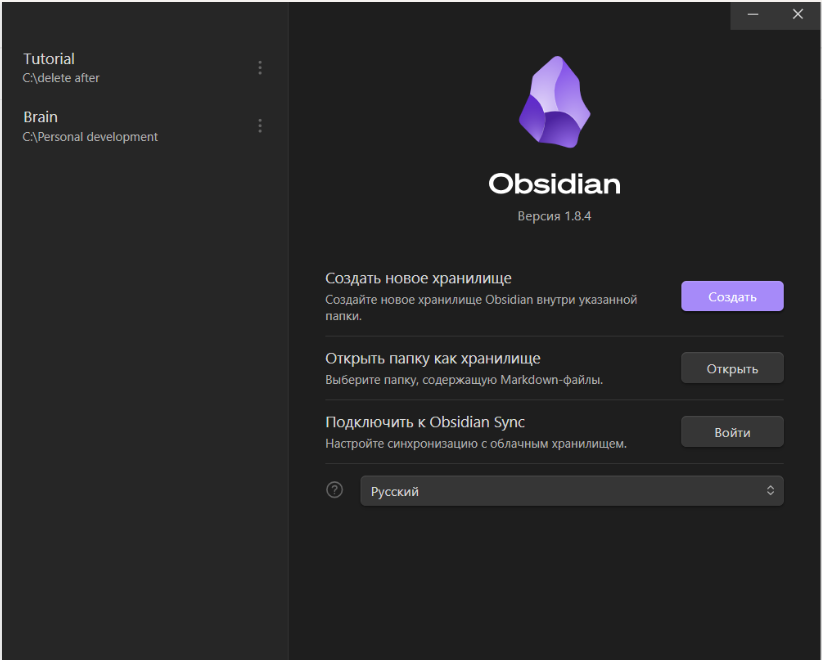 Tutorial
C:\delete after
Brain
C:\Personal development
Obsidian
Версия 1.8.4
Создать новое хранилище
Создайте новое хранилище Obsidian внутри указанной
папки.
Создать
Открыть папку как хранилище
Выберите папку, содержащую Markdown-файлы.
Открыть
Подключить к Obsidian Sync
Настройте синхронизацию с облачным хранилищем.
Войти
Русский